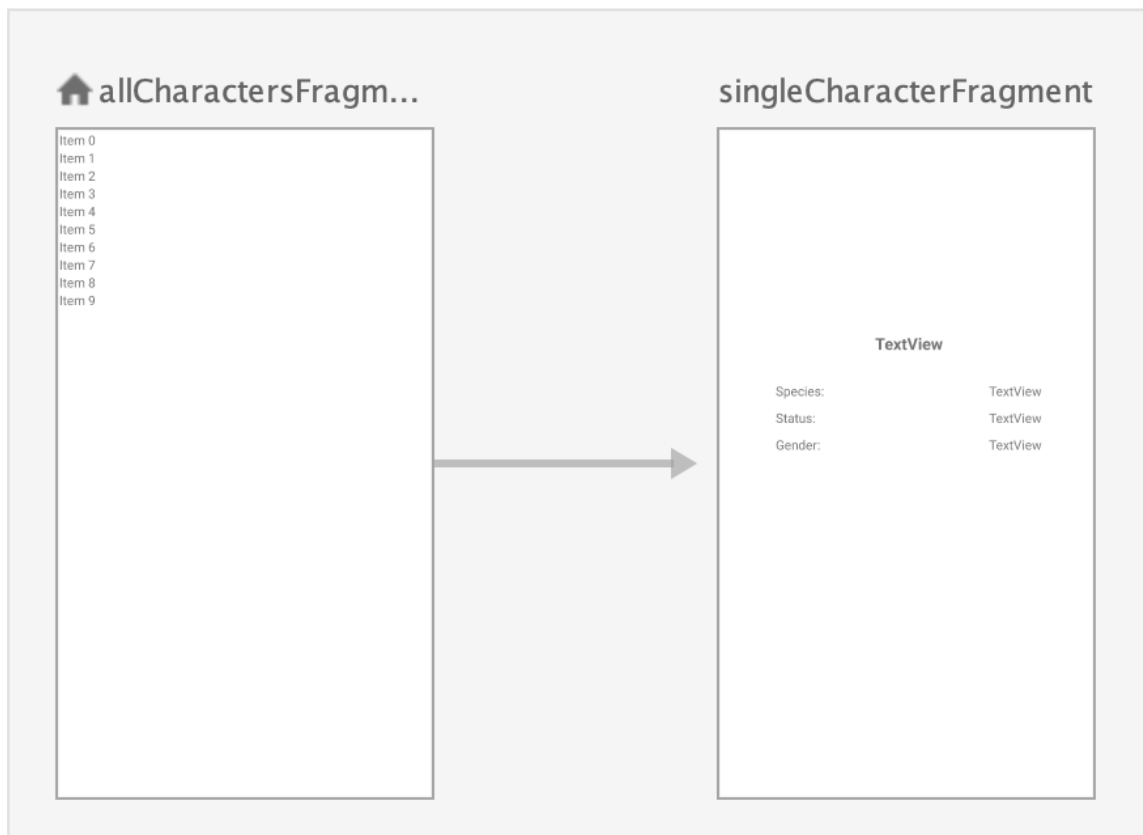 allCharactersFragm...
singleCharacterFragment
Item 0
Item 1
Item 2
Item 3
Item 4
Item 5
Item 6
Item 7
Item 8
Item 9
TextView
Species: TextView
Status: TextView
Gender: TextView